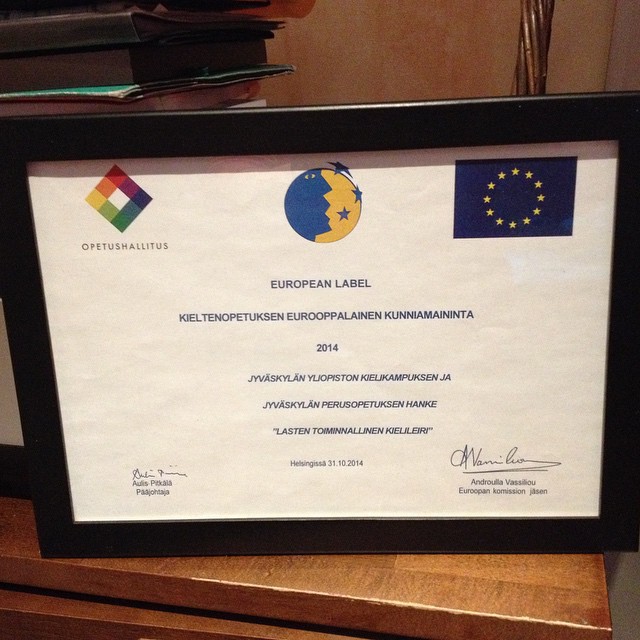 OPETUSHALLITUS
EUROPEAN LABEL
KIELTENOPETUKSEN EUROOPPALAINEN KUNNIAMAININTA
2014
JYVÄSKYLÄN YLIOPISTON KIELIKAMPUKSEN JA
JYVÄSKYLÄN PERUSOPETUKSEN HANKE
"LASTEN TOIMINNALLINEN KIELILEIRI"
Helsingissä 31.10.2014
Aulis Pitkälä
Pääjohtaja
AVassiliou
Androulla Vassiliou
Euroopan komission jäsen